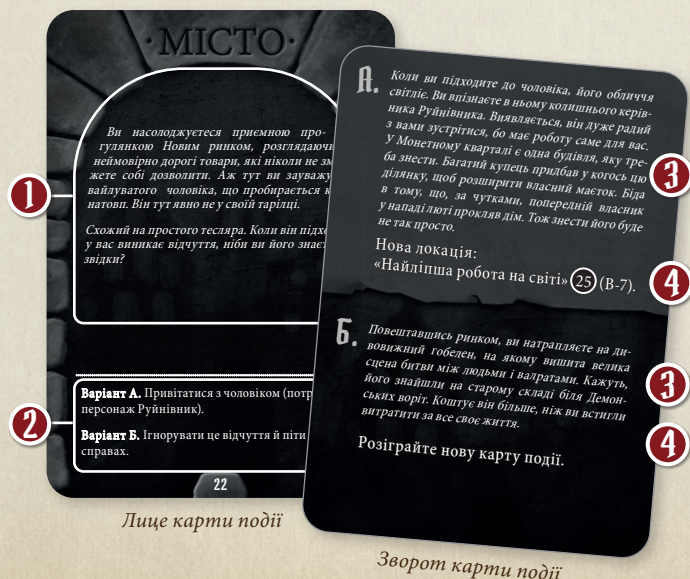 ·МІСТО·
Ви насолоджуєтеся приємною про-
гулянкою Новим ринком, розглядаючи
неймовірно дорогі товари, які ніколи не
жете собі дозволити. Аж тут ви
вайлуватого чоловіка, що пробирається
натовп. Він тут явно не у своїй тарілці.
Схожий на простого тесляра. Коли він
у вас виникає відчуття, ніби ви його
звідки?
1
Варіант А. Привітатися з чоловіком
персонаж Руйнівник).
Варіант Б. Ігнорувати це відчуття й піти
справах.
2
22
Лице карти події
А.
Коли ви підходите до чоловіка, його обличчя
світліє. Ви впізнаєте в ньому колишнього керів-
ника Руйнівника. Виявляється, він дуже радий
з вами зустрітися, бо має роботу саме для вас.
У Монетному кварталі є одна будівля, яку тре-
ба знести. Багатий купець придбав у когось цю
ділянку, щоб розширити власний маєток. Біда
в тому, що, за чутками, попередній власник
у нападі люті прокляв дім. Тож знести його буде
не так просто.
3
Нова локація:
«Найліпша робота на світі» 25 (В-7).
4
Б.
Повештавшись ринком, ви натрапляєте на ди-
вовижний гобелен, на якому вишита велика
сцена битви між людьми і валратами. Кажуть,
його знайшли на старому складі біля Демон-
ських воріт. Коштує він більше, ніж ви встигли
витратити за все своє життя.
3
Розіграйте нову карту події.
4
Зворот карти події